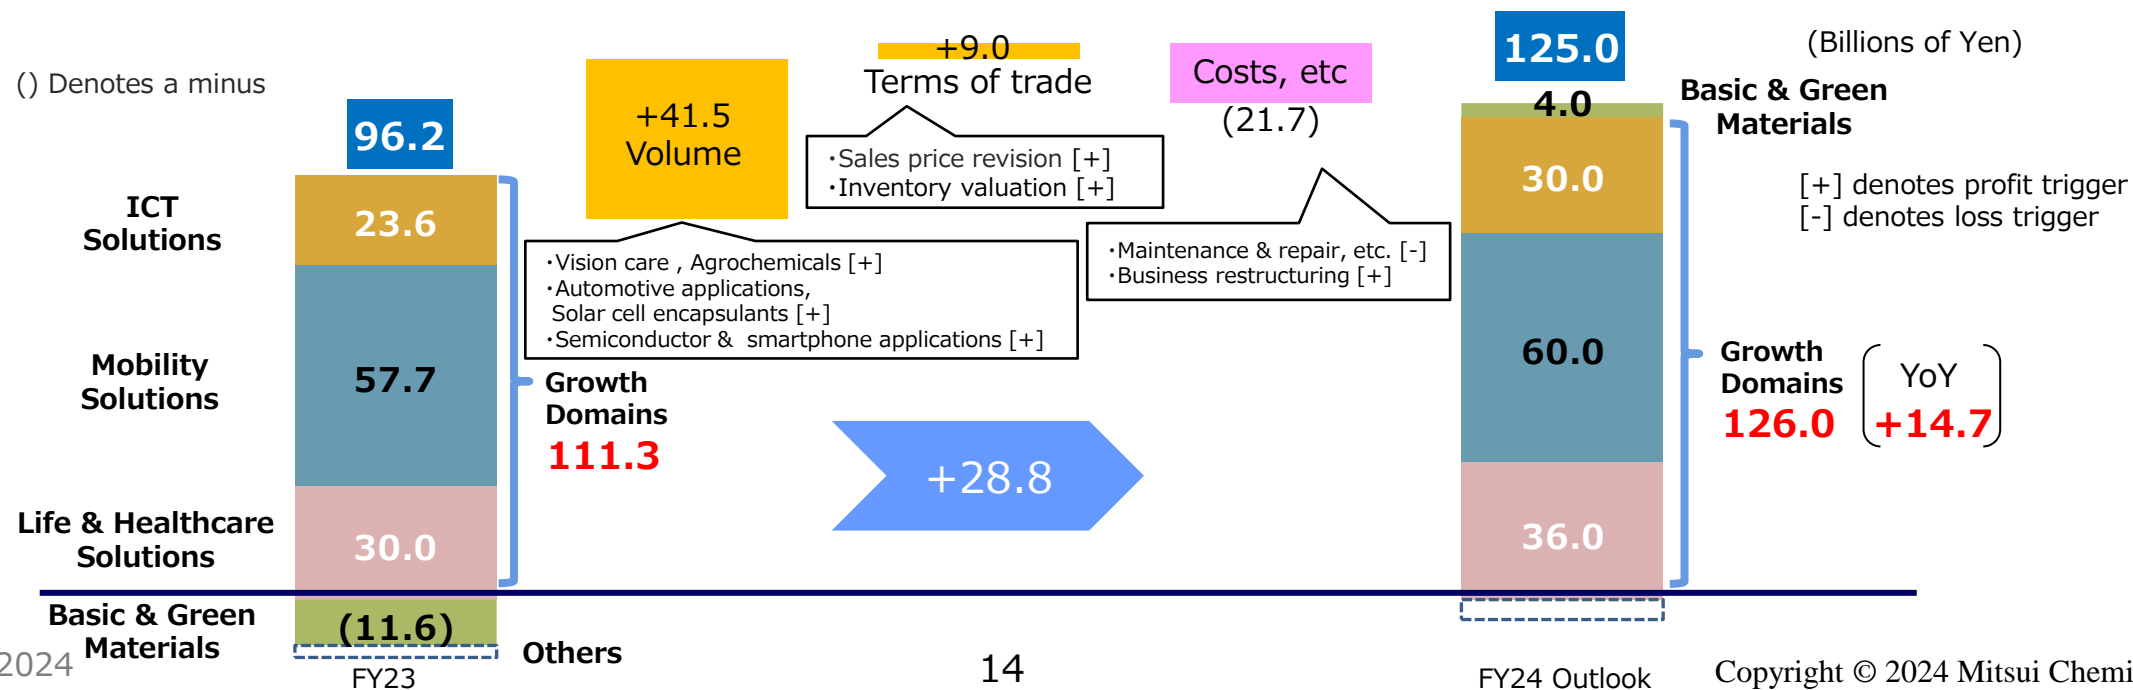 () Denotes a minus
(Billions of Yen)
96.2
ICT
Solutions
23.6
Mobility
Solutions
57.7
Life & Healthcare
Solutions
30.0
Basic & Green
Materials
(11.6)
Others
FY23
Growth
Domains
111.3
+41.5
Volume
・Vision care , Agrochemicals [+]
・Automotive applications,
Solar cell encapsulants [+]
・Semiconductor & smartphone applications [+]
+9.0
Terms of trade
・Sales price revision [+]
・Inventory valuation [+]
Costs, etc
(21.7)
・Maintenance & repair, etc. [-]
・Business restructuring [+]
+28.8
125.0
4.0
30.0
60.0
36.0
FY24 Outlook
Basic & Green
Materials
[+] denotes profit trigger
[-] denotes loss trigger
Growth
Domains
126.0
YoY
+14.7
2024
14
Copyright © 2024 Mitsui Chemi